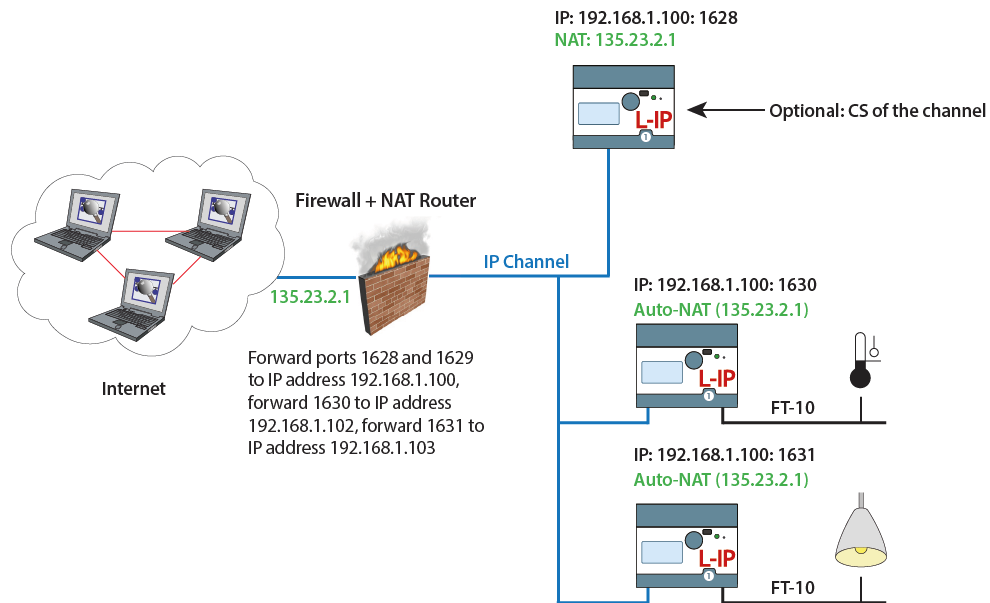 IP: 192.168.1.100: 1628
NAT: 135.23.2.1
L-IP
1
Optional: CS of the channel
Firewall + NAT Router
IP Channel
135.23.2.1
Internet
Forward ports 1628 and 1629
to IP address 192.168.1.100,
forward 1630 to IP address
192.168.1.102, forward 1631 to
IP address 192.168.1.103
IP: 192.168.1.100: 1630
Auto-NAT (135.23.2.1)
L-IP
1
FT-10
IP: 192.168.1.100: 1631
Auto-NAT (135.23.2.1)
L-IP
1
FT-10